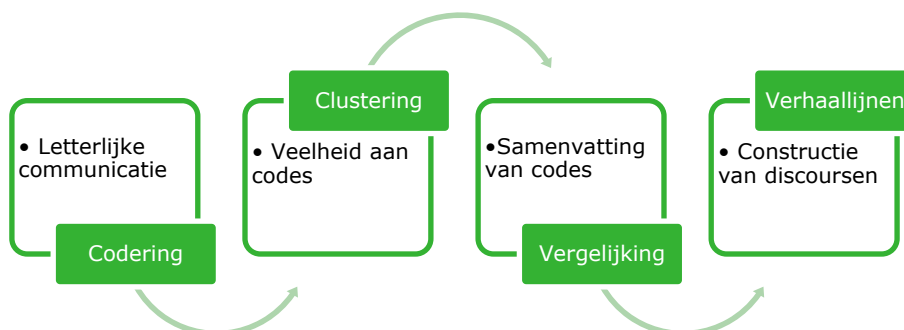 • Letterlijke
communicatie
Codering
Clustering
• Veelheid aan
codes
•Samenvatting
van codes
Vergelijking
Verhaallijnen
• Constructie
van discoursen